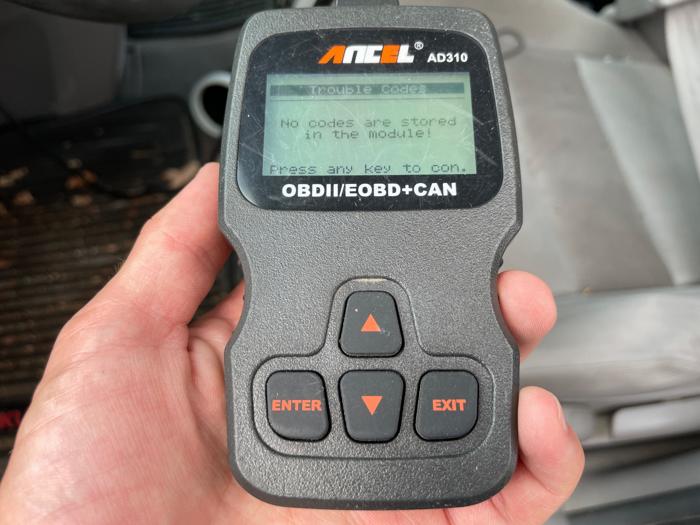 ANCEL® AD310
Trouble Codes
No codes are stored
in the module!
Press any key to con.
OBDII/EOBD+CAN
ENTER
EXIT